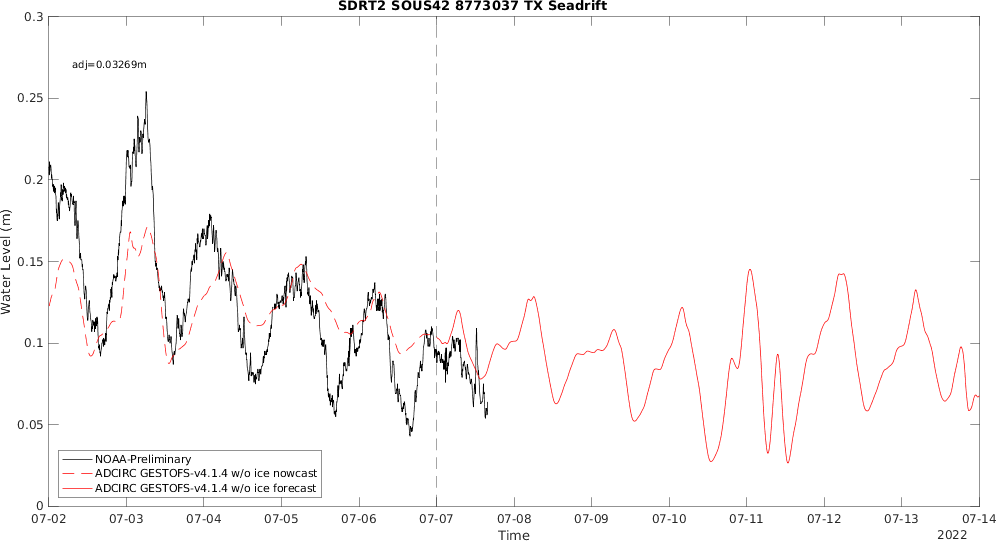 SDRT2 SOUS42 8773037 TX Seadrift
adj=0.03269m
0.3
0.25
0.2
0.15
0.1
0.05
0
Water Level (m)
NOAA-Preliminary
ADCIRC GESTOFS-v4.1.4 w/o ice nowcast
ADCIRC GESTOFS-v4.1.4 w/o ice forecast
07-02 07-03 07-04 07-05 07-06 07-07 07-08 07-09 07-10 07-11 07-12 07-13 07-14
Time
2022